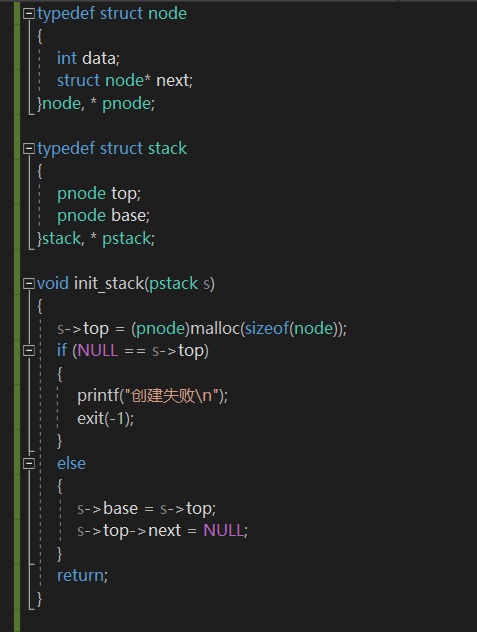 typedef struct node
{
int data;
struct node* next;
}node, * pnode;
typedef struct stack
{
pnode top;
pnode base;
}stack, * pstack;
void init_stack(pstack s)
{
s->top = (pnode)malloc(sizeof(node));
if (NULL == s->top)
{
printf("创建失败\n");
exit(-1);
}
else
{
s->base = s->top;
s->top->next = NULL;
}
return;
}